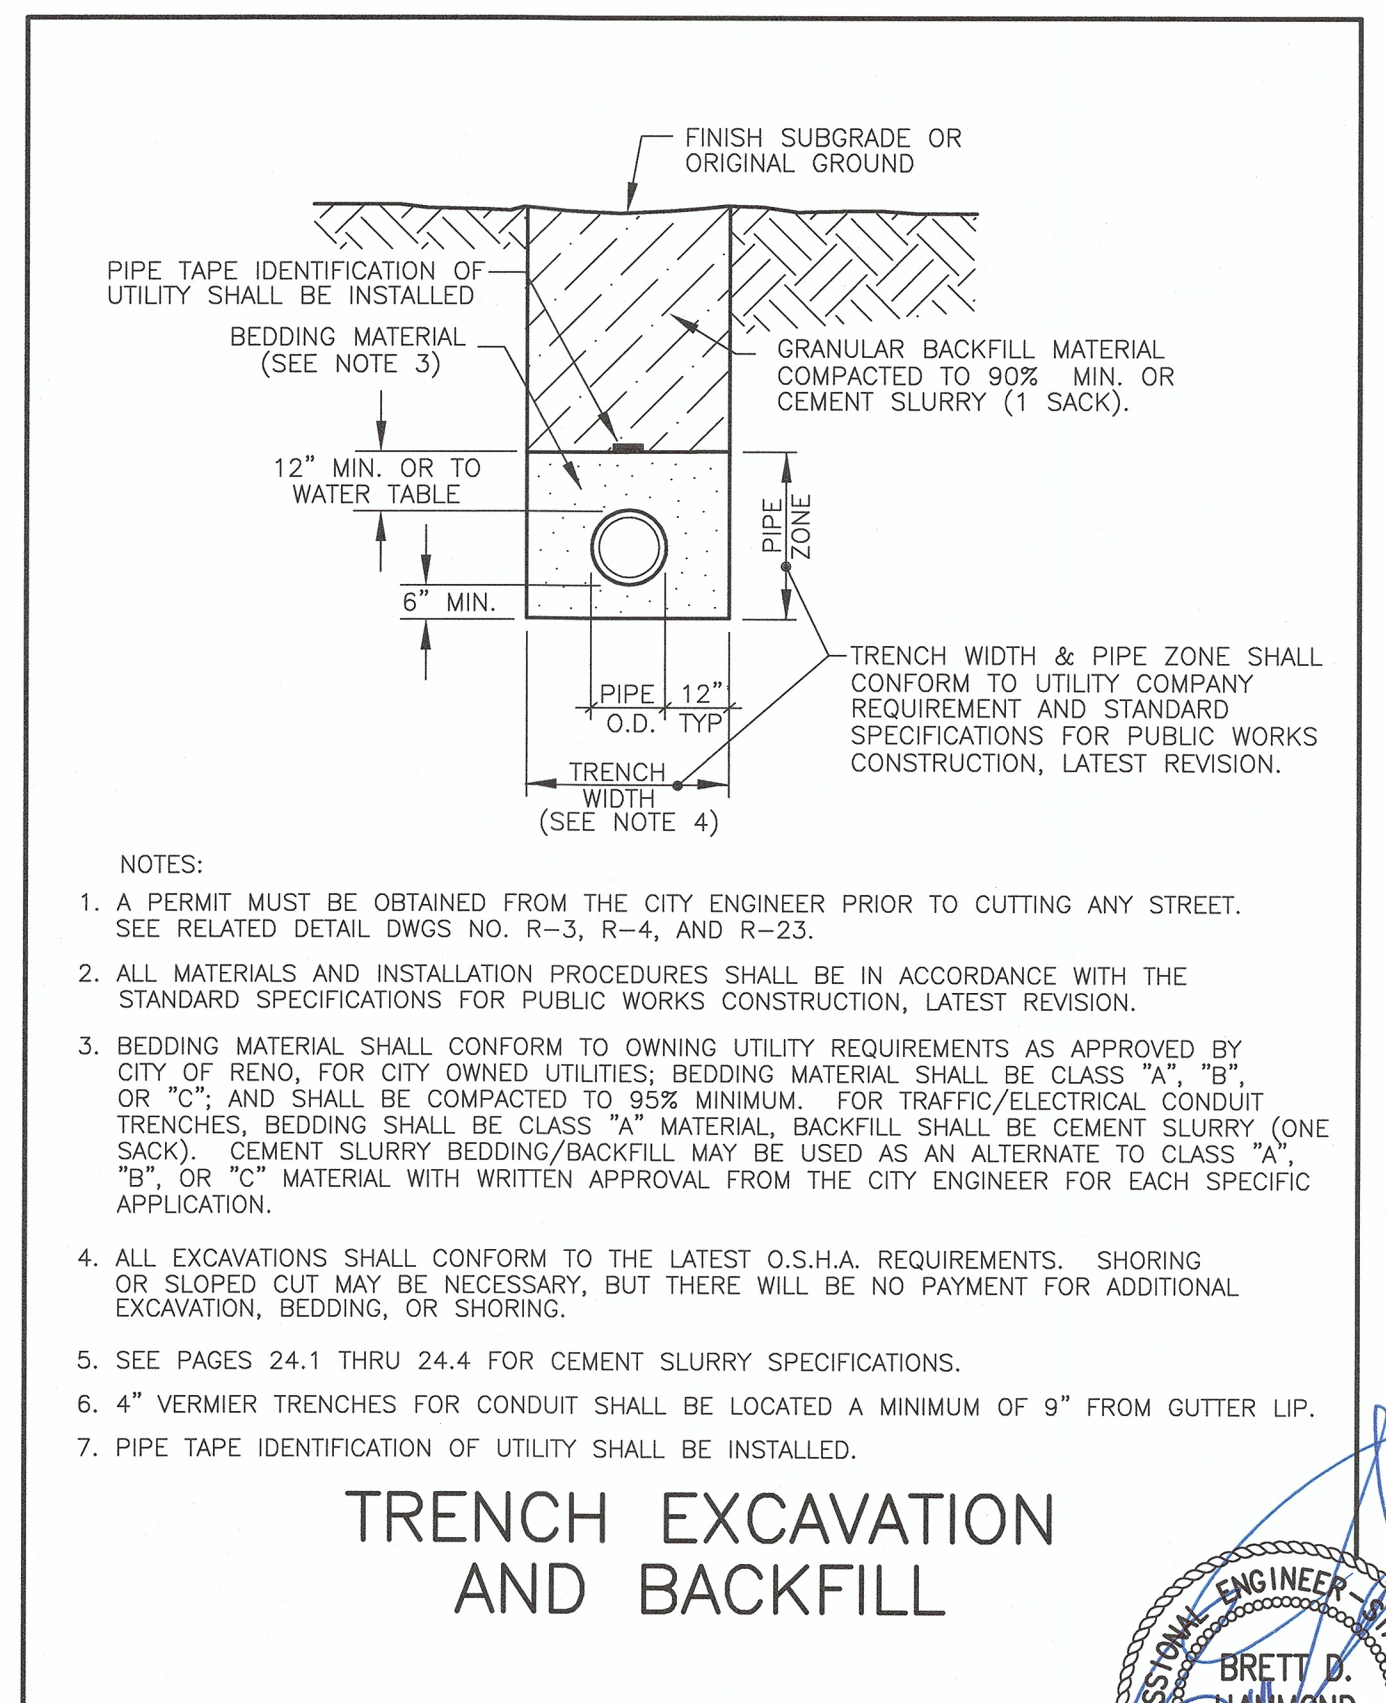 FINISH SUBGRADE OR
ORIGINAL GROUND
PIPE TAPE IDENTIFICATION OF
UTILITY SHALL BE INSTALLED
BEDDING MATERIAL
(SEE NOTE 3)
GRANULAR BACKFILL MATERIAL
COMPACTED TO 90% MIN. OR
CEMENT SLURRY (1 SACK).
12" MIN. OR TO
WATER TABLE
PIPE
ZONE
6" MIN.
TRENCH WIDTH & PIPE ZONE SHALL
CONFORM TO UTILITY COMPANY
REQUIREMENT AND STANDARD
SPECIFICATIONS FOR PUBLIC WORKS
CONSTRUCTION, LATEST REVISION.
PIPE
O.D.
12"
TYP
TRENCH
WIDTH
(SEE NOTE 4)
NOTES:
1. A PERMIT MUST BE OBTAINED FROM THE CITY ENGINEER PRIOR TO CUTTING ANY STREET.
SEE RELATED DETAIL DWGS NO. R-3, R-4, AND R-23.
2. ALL MATERIALS AND INSTALLATION PROCEDURES SHALL BE IN ACCORDANCE WITH THE
STANDARD SPECIFICATIONS FOR PUBLIC WORKS CONSTRUCTION, LATEST REVISION.
3. BEDDING MATERIAL SHALL CONFORM TO OWNING UTILITY REQUIREMENTS AS APPROVED BY
CITY OF RENO, FOR CITY OWNED UTILITIES; BEDDING MATERIAL SHALL BE CLASS "A", "B",
OR "C"; AND SHALL BE COMPACTED TO 95% MINIMUM. FOR TRAFFIC/ELECTRICAL CONDUIT
TRENCHES, BEDDING SHALL BE CLASS "A" MATERIAL, BACKFILL SHALL BE CEMENT SLURRY (ONE
SACK). CEMENT SLURRY BEDDING/BACKFILL MAY BE USED AS AN ALTERNATE TO CLASS "A",
"B", OR "C" MATERIAL WITH WRITTEN APPROVAL FROM THE CITY ENGINEER FOR EACH SPECIFIC
APPLICATION.
4. ALL EXCAVATIONS SHALL CONFORM TO THE LATEST O.S.H.A. REQUIREMENTS. SHORING
OR SLOPED CUT MAY BE NECESSARY, BUT THERE WILL BE NO PAYMENT FOR ADDITIONAL
EXCAVATION, BEDDING, OR SHORING.
5. SEE PAGES 24.1 THRU 24.4 FOR CEMENT SLURRY SPECIFICATIONS.
6. 4" VERMIER TRENCHES FOR CONDUIT SHALL BE LOCATED A MINIMUM OF 9" FROM GUTTER LIP.
7. PIPE TAPE IDENTIFICATION OF UTILITY SHALL BE INSTALLED.
TRENCH EXCAVATION
AND BACKFILL
ENGINEER
BRETT D.